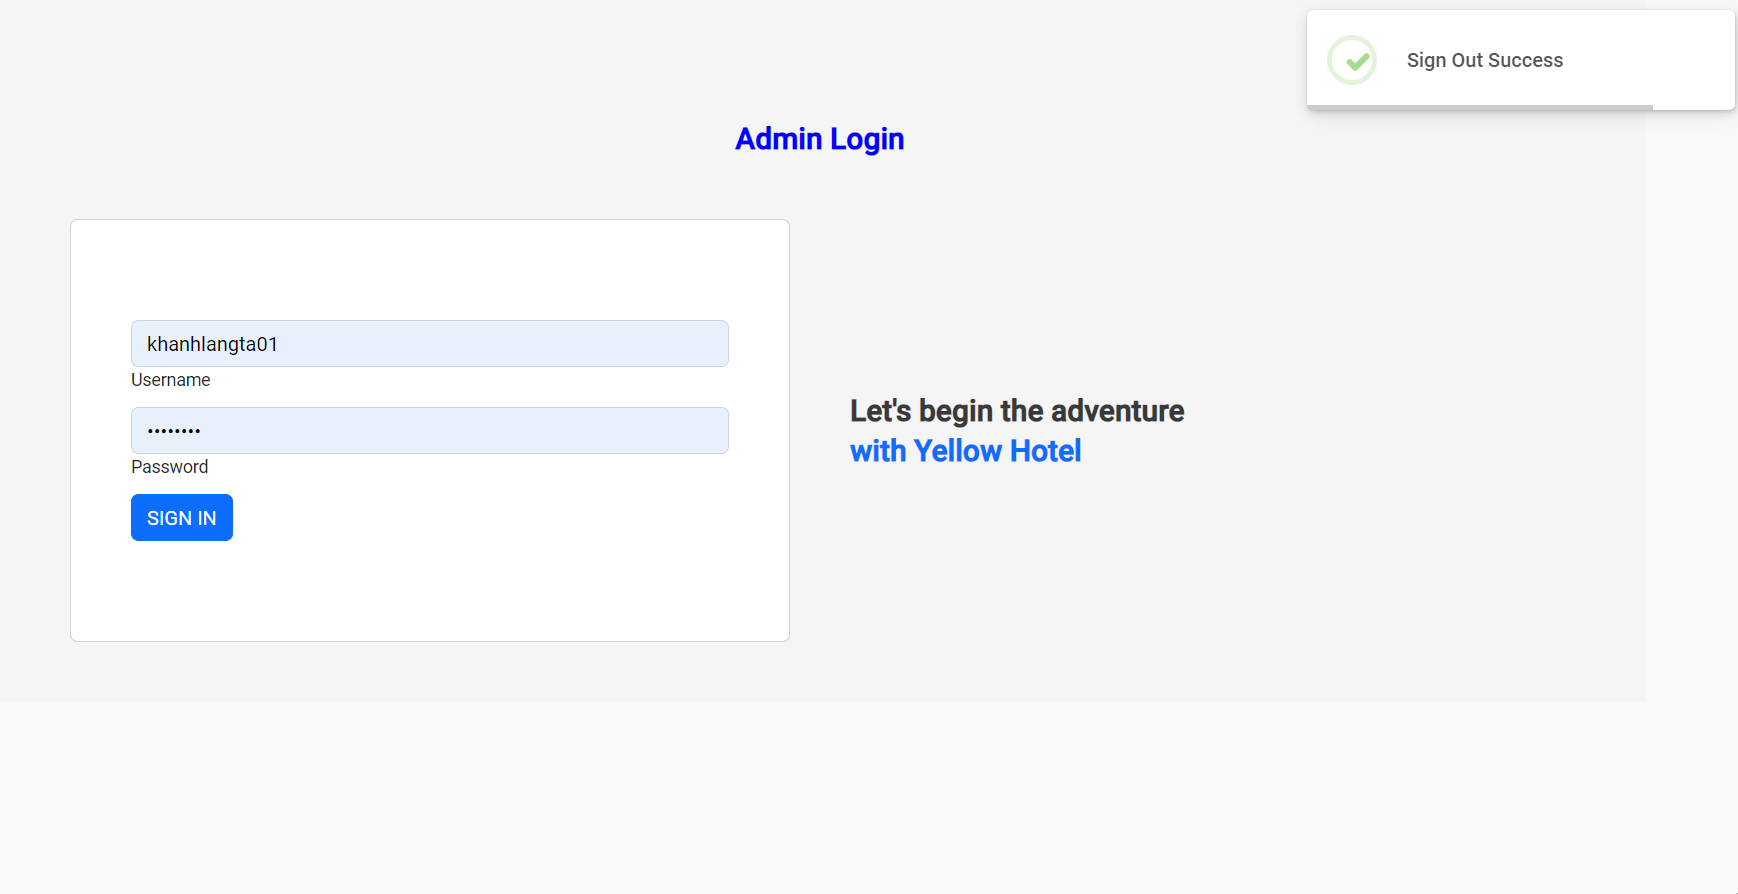 Sign Out Success
Admin Login
khanhlangta01
Username
••••••••
Password
SIGN IN
Let's begin the adventure
with Yellow Hotel